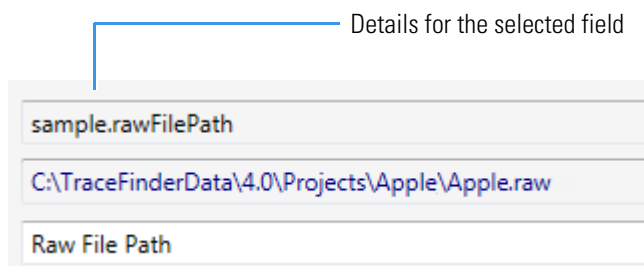 Details for the selected field
sample.rawFilePath
C:\TraceFinderData\4.0\Projects\Apple\Apple.raw
Raw File Path